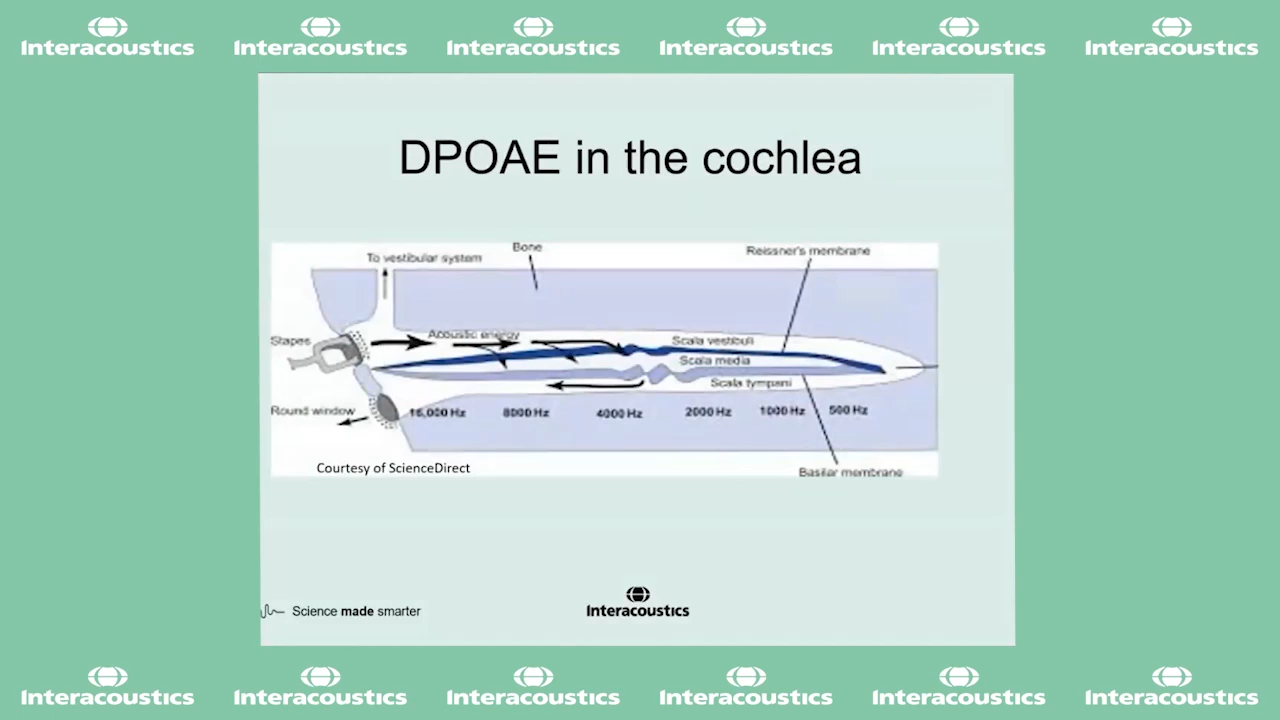 Interacoustics Interacoustics Interacoustics Interacoustics Interacoustics Interacoustics
DPOAE in the cochlea
Bone
Reissner's membrane
To vestibular system
Stapes
Acoustic energy
Scala vestibuli
Scala media
Scala tympani
Round window
16,000 Hz 8000 Hz 4000 Hz 2000 Hz 1000 Hz 500 Hz
Courtesy of ScienceDirect
Basilar membrane
Science made smarter
Interacoustics
Interacoustics Interacoustics Interacoustics Interacoustics Interacoustics Interacoustics